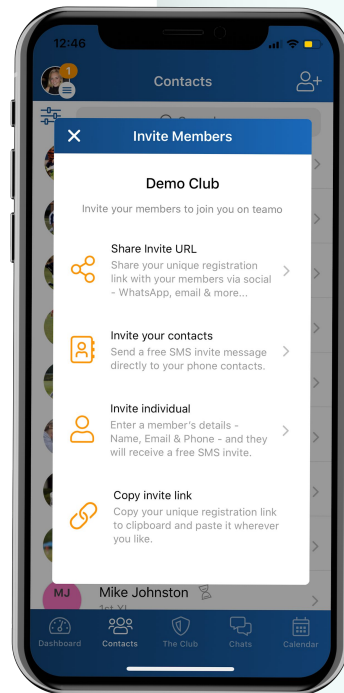 12:46
1
Contacts
Invite Members
Demo Club
Invite your members to join you on teamo
Share Invite URL
Share your unique registration
link with your members via social
- WhatsApp, email & more...
Invite your contacts
Send a free SMS invite message
directly to your phone contacts.
Invite individual
Enter a member's details -
Name, Email & Phone - and they
will receive a free SMS invite.
Copy invite link
Copy your unique registration link
to clipboard and paste it wherever
you like.
MJ
Mike Johnston
1st XI
Dashboard
Contacts
The Club
Chats
Calendar